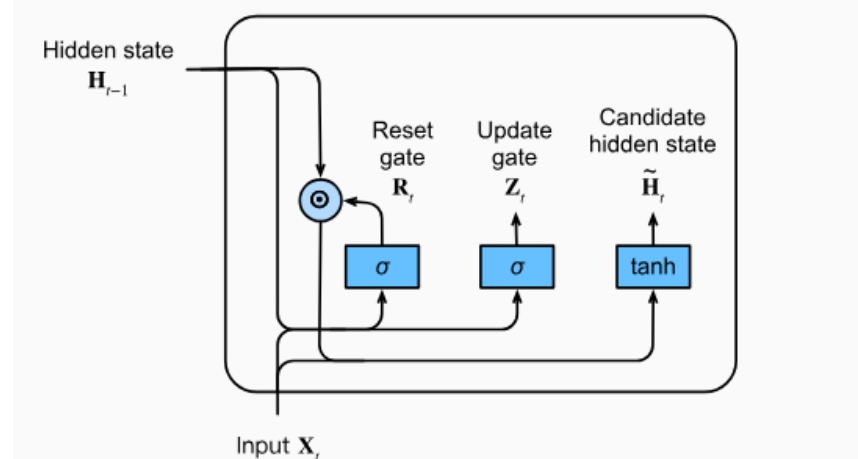 Hidden state
H_{t−1}
Reset
gate
R_t
Update
gate
Z_t
Candidate
hidden state
H̃_t
⊙
σ
σ
tanh
Input X_t